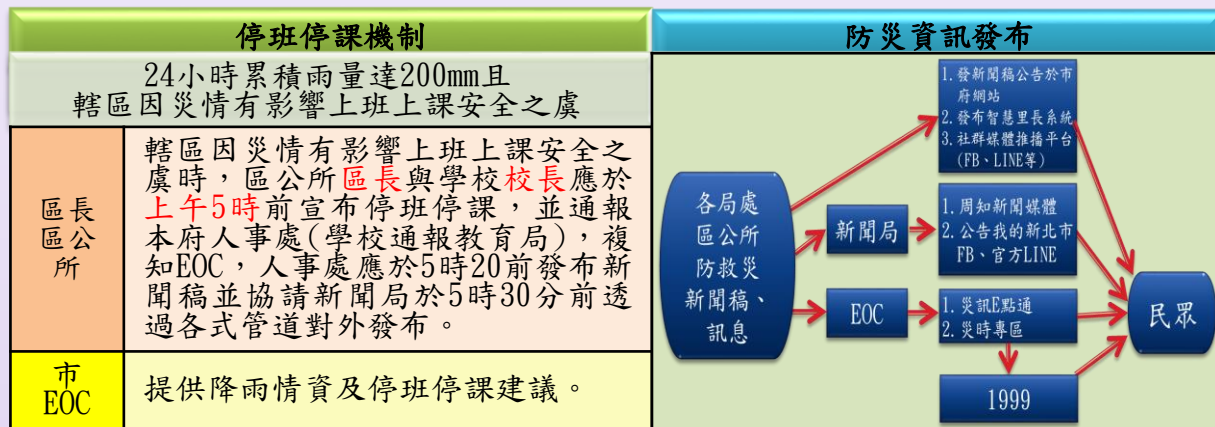 停班停課機制
24小時累積雨量達200mm且
轄區因災情有影響上班上課安全之虞
區長
區公
所
轄區因災情有影響上班上課安全之
虞時，區公所區長與學校校長應於
上午5時前宣布停班停課，並通報
本府人事處(學校通報教育局)，複
知EOC，人事處應於5時20前發布新
聞稿並協請新聞局於5時30分前透
過各式管道對外發布。
市
EOC
提供降雨情資及停班停課建議。
防災資訊發布
各局處
區公所
防救災
新聞稿、
訊息
1.發新聞稿公告於市
府網站
2.發布智慧里長系統
3.社群媒體推播平台
(FB、LINE等)
新聞局
1.周知新聞媒體
2.公告我的新北市
FB、官方LINE
EOC
1.災訊E點通
2.災時專區
1999
民眾